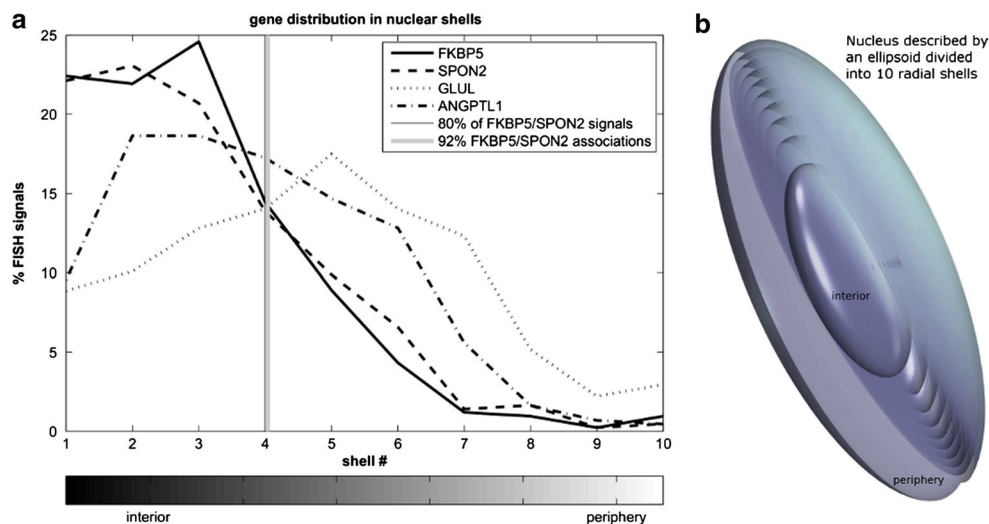 a
gene distribution in nuclear shells
25
20
15
10
5
0
% FISH signals
FKBP5
SPON2
GLUL
ANGPTL1
80% of FKBP5/SPON2 signals
92% FKBP5/SPON2 associations
1 2 3 4 5 6 7 8 9 10
shell #
interior periphery
b
Nucleus described by
an ellipsoid divided
into 10 radial shells
interior
periphery